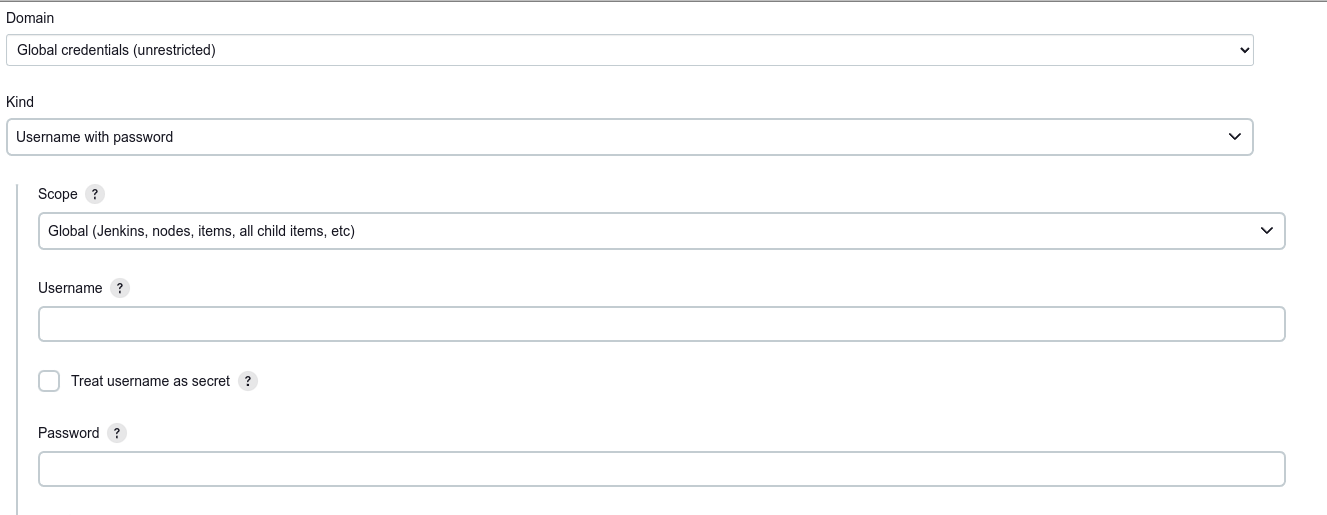 Domain
Global credentials (unrestricted)
Kind
Username with password
Scope ?
Global (Jenkins, nodes, items, all child items, etc)
Username ?
Treat username as secret ?
Password ?